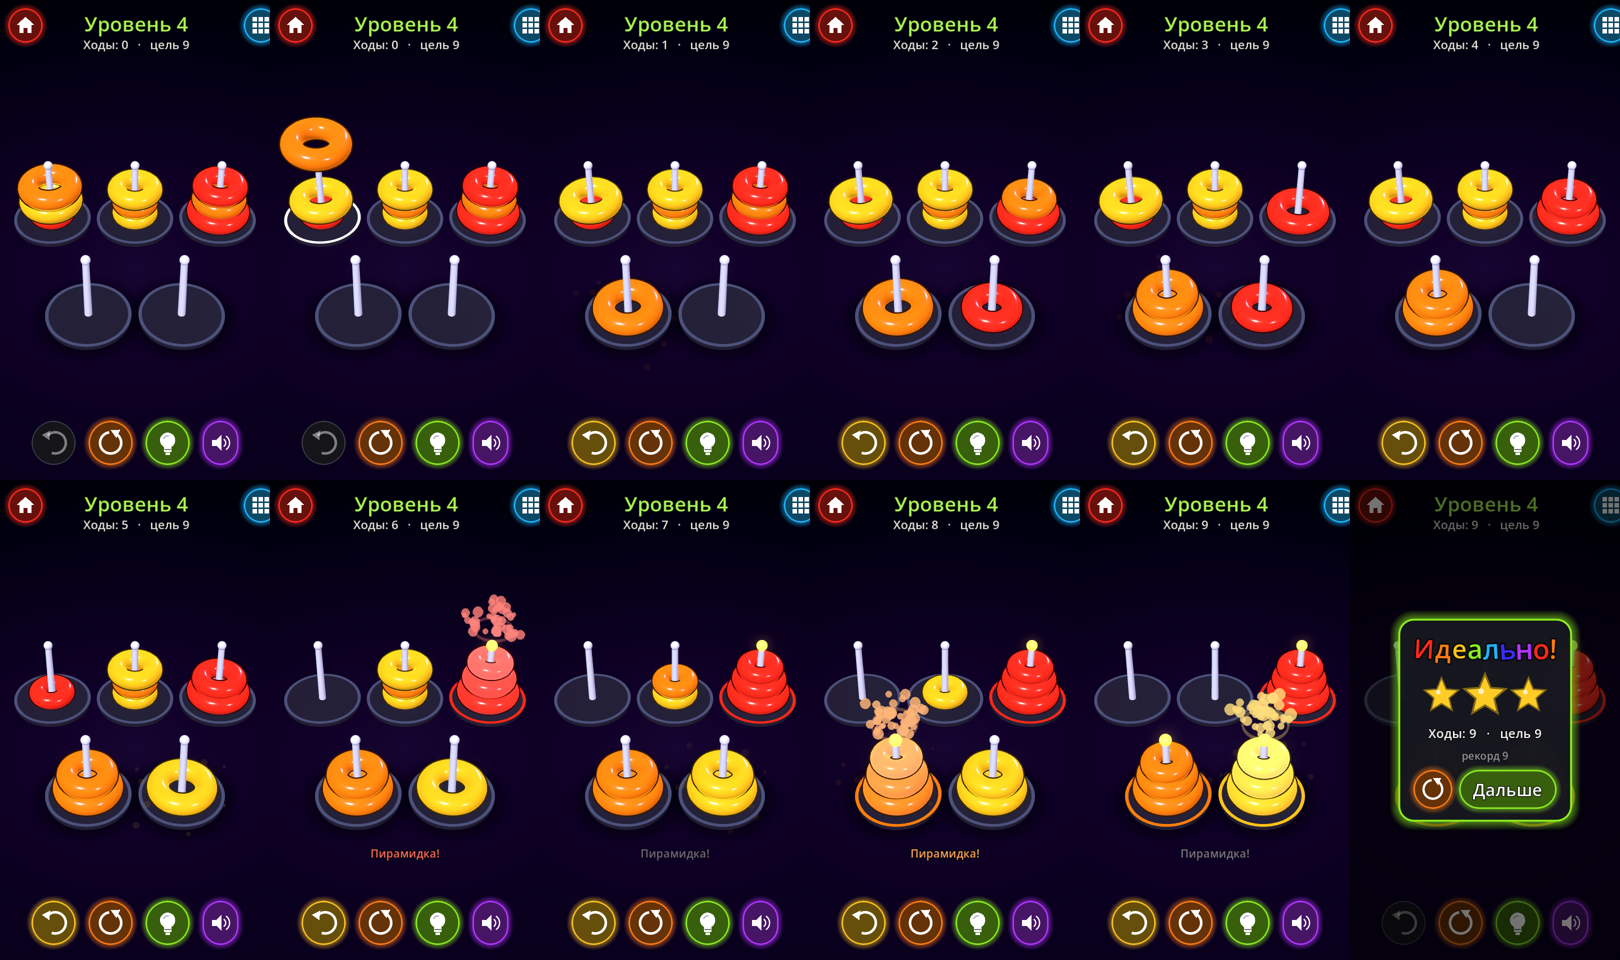 Уровень 4
Ходы: 0 · цель 9
Уровень 4
Ходы: 0 · цель 9
Уровень 4
Ходы: 1 · цель 9
Уровень 4
Ходы: 2 · цель 9
Уровень 4
Ходы: 3 · цель 9
Уровень 4
Ходы: 4 · цель 9
Уровень 4
Ходы: 5 · цель 9
Уровень 4
Ходы: 6 · цель 9
Пирамидка!
Уровень 4
Ходы: 7 · цель 9
Пирамидка!
Уровень 4
Ходы: 8 · цель 9
Пирамидка!
Уровень 4
Ходы: 9 · цель 9
Пирамидка!
Уровень 4
Ходы: 9 · цель 9
Идеально!
Ходы: 9 · цель 9
рекорд 9
Дальше